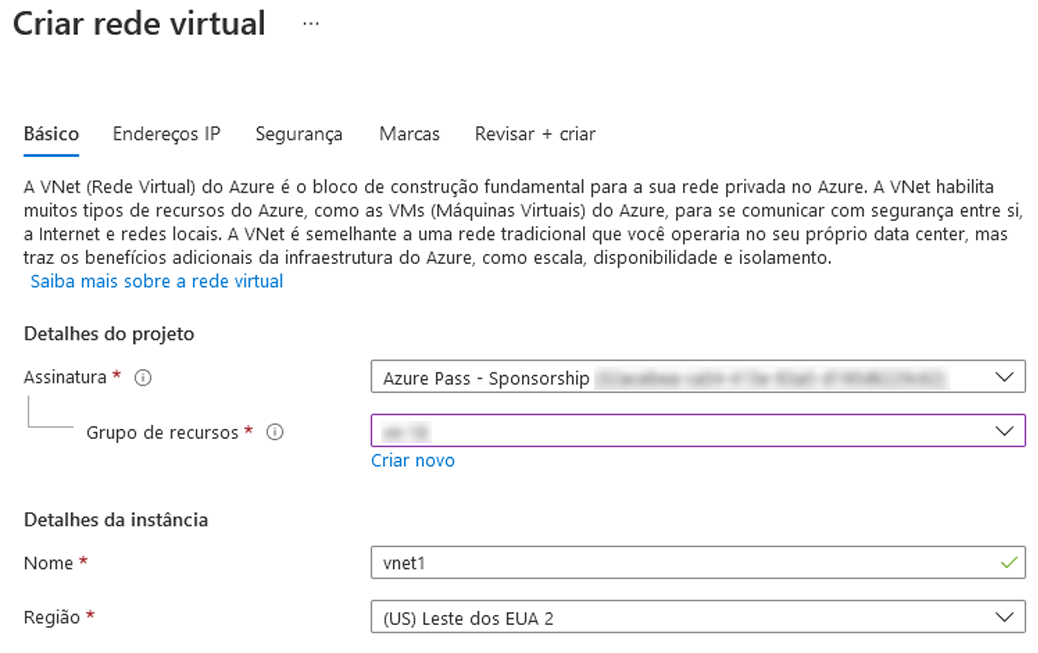 Criar rede virtual ...
Básico Endereços IP Segurança Marcas Revisar + criar
A VNet (Rede Virtual) do Azure é o bloco de construção fundamental para a sua rede privada no Azure. A VNet habilita
muitos tipos de recursos do Azure, como as VMs (Máquinas Virtuais) do Azure, para se comunicar com segurança entre si,
a Internet e redes locais. A VNet é semelhante a uma rede tradicional que você operaria no seu próprio data center, mas
traz os benefícios adicionais da infraestrutura do Azure, como escala, disponibilidade e isolamento.
Saiba mais sobre a rede virtual
Detalhes do projeto
Assinatura * Azure Pass - Sponsorship
Grupo de recursos *
Criar novo
Detalhes da instância
Nome * vnet1
Região * (US) Leste dos EUA 2